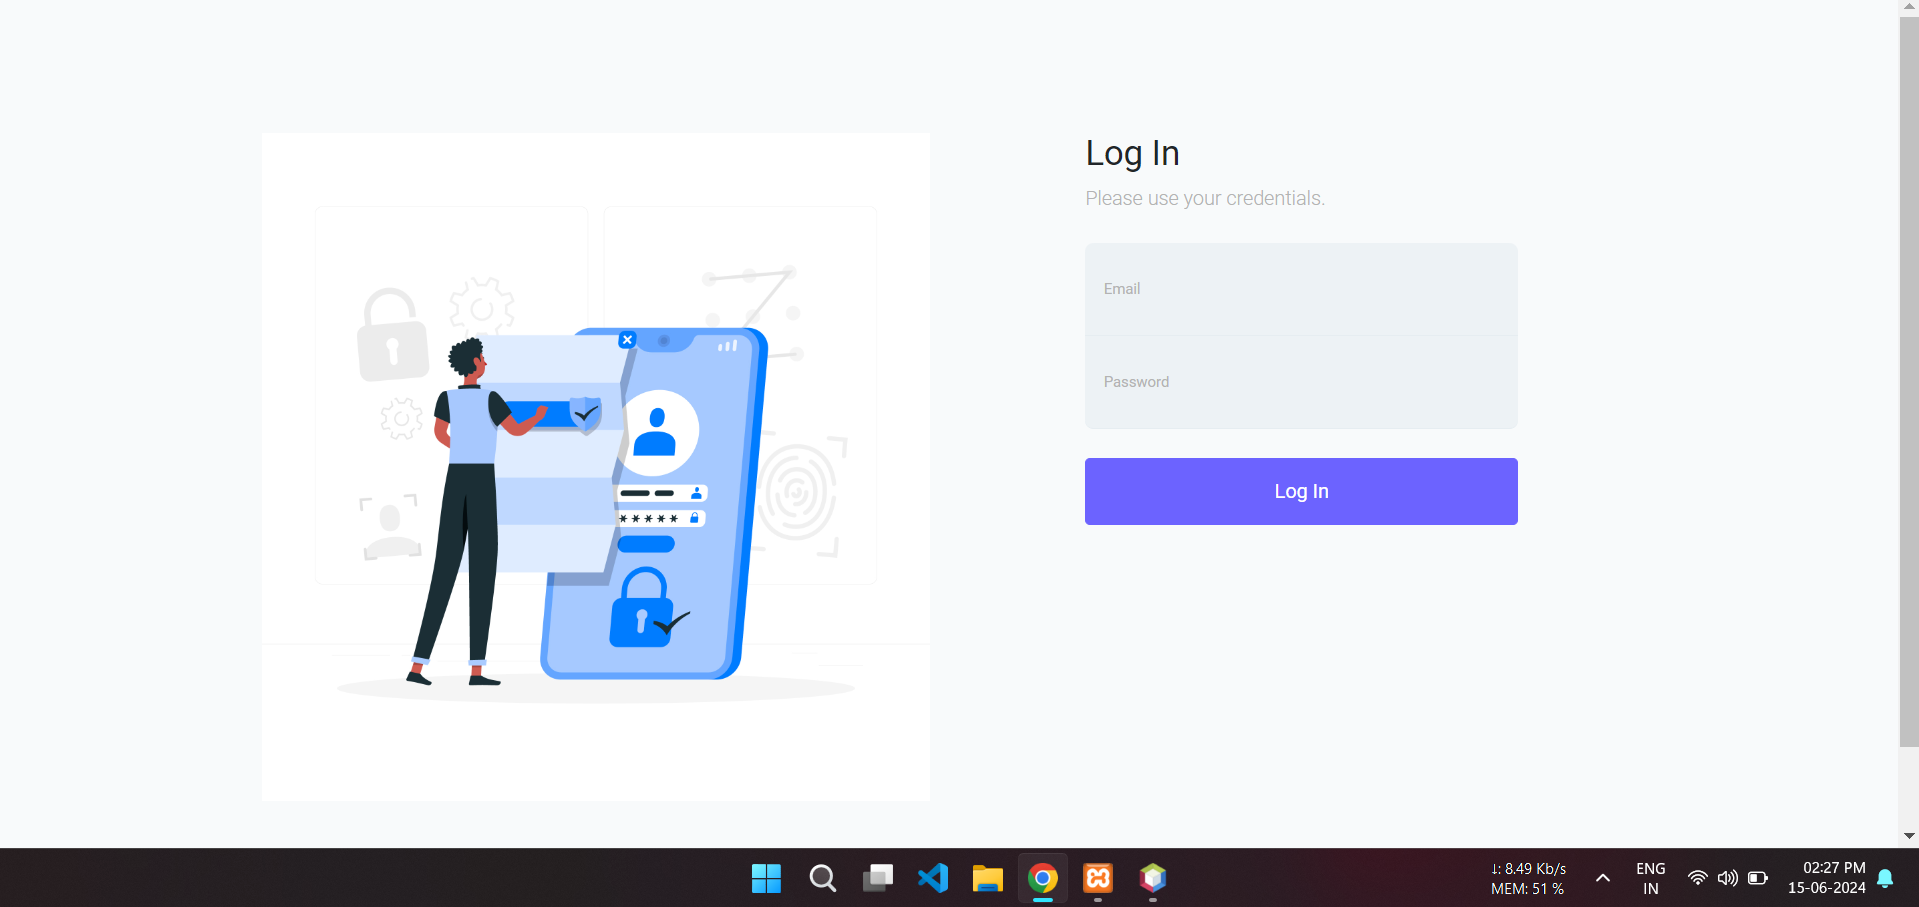 Log In
Please use your credentials.
Email
Password
Log In
*****
↓: 8.49 Kb/s
MEM: 51 %
ENG
IN
02:27 PM
15-06-2024